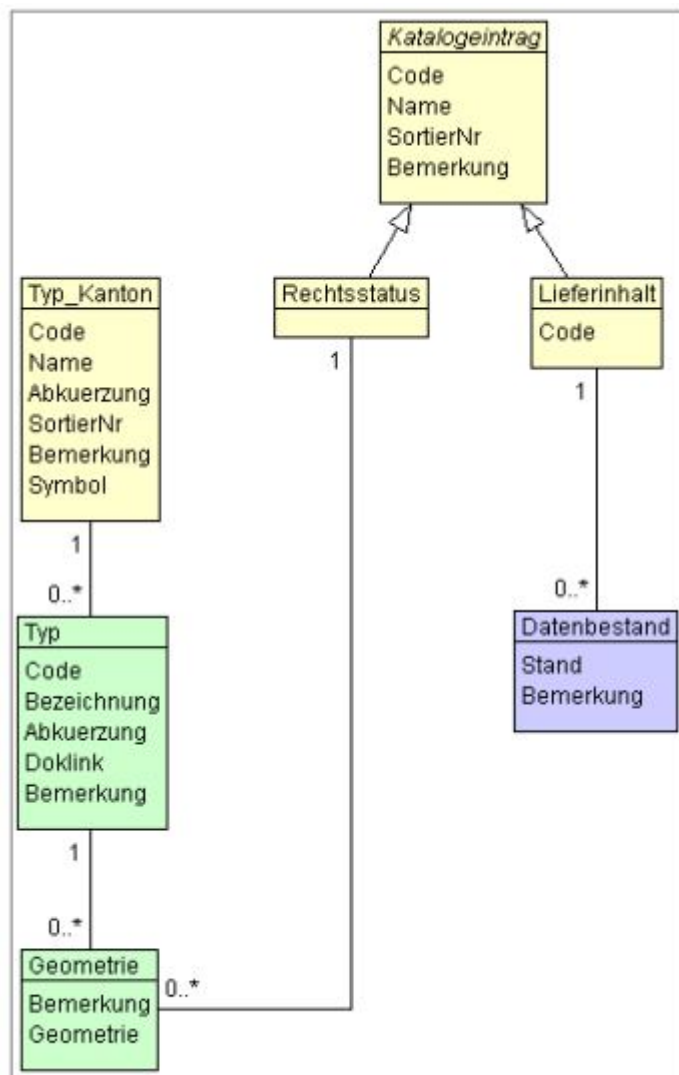 Katalogeintrag
Code
Name
SortierNr
Bemerkung
Typ_Kanton
Code
Name
Abkuerzung
SortierNr
Bemerkung
Symbol
Rechtsstatus
1
Lieferinhalt
Code
1
1
0..*
Typ
Code
Bezeichnung
Abkuerzung
Doklink
Bemerkung
0..*
Datenbestand
Stand
Bemerkung
1
0..*
Geometrie
Bemerkung
Geometrie
0..*